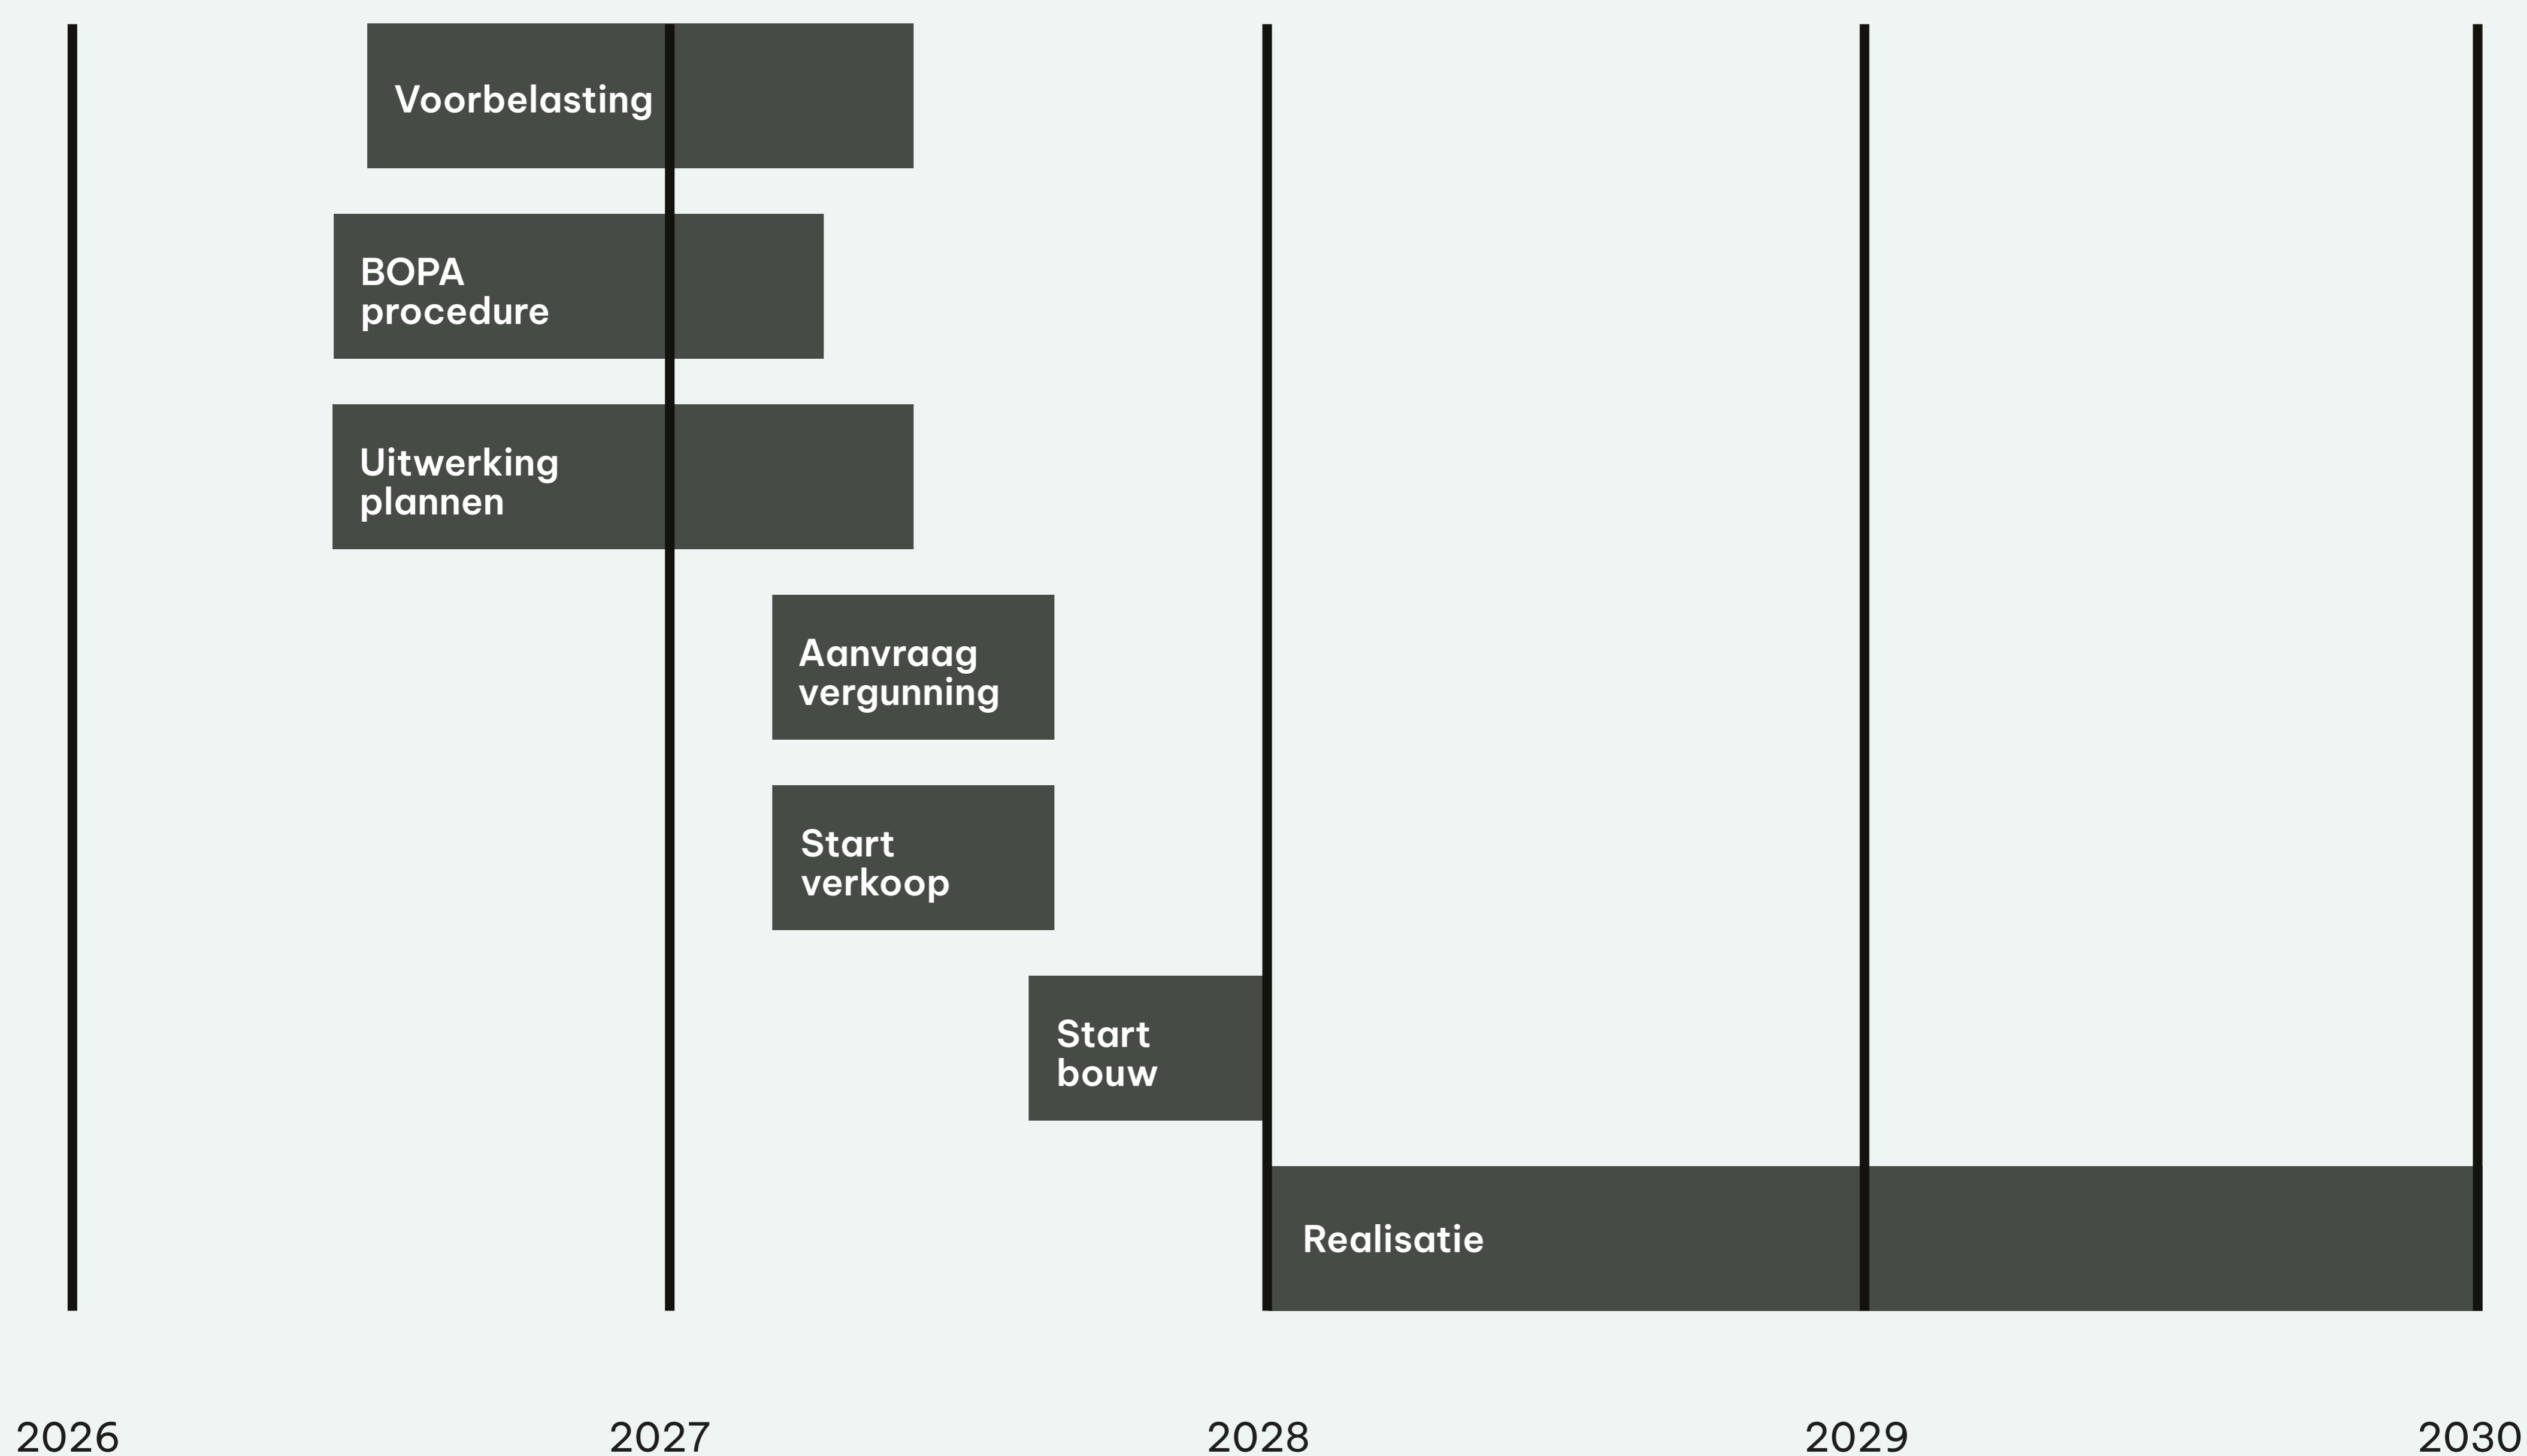 Voorbelasting
BOPA
procedure
Uitwerking
plannen
Aanvraag
vergunning
Start
verkoop
Start
bouw
Realisatie
2026 2027 2028 2029 2030